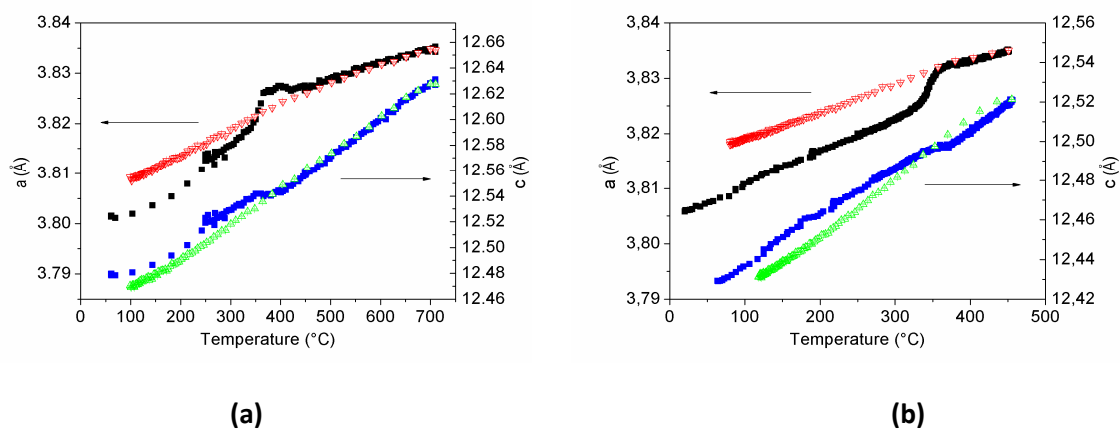 (a)
(b)
3,84
3,83
3,82
3,81
3,80
3,79
a (Å)
12,66
12,64
12,62
12,60
12,58
12,56
12,54
12,52
12,50
12,48
12,46
c (Å)
0 100 200 300 400 500 600 700
Temperature (°C)
3,84
3,83
3,82
3,81
3,80
3,79
a (Å)
12,56
12,54
12,52
12,50
12,48
12,46
12,44
12,42
c (Å)
0 100 200 300 400 500
Temperature (°C)
(a)
(b)